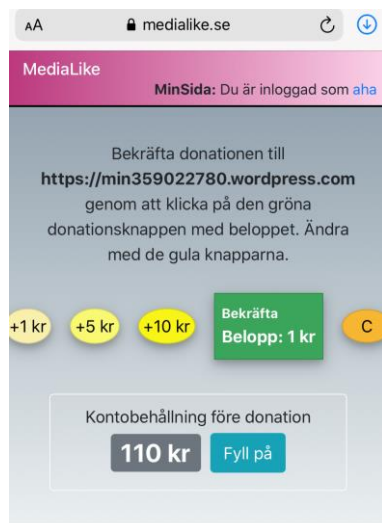 AA medialike.se
MediaLike
MinSida: Du är inloggad som aha
Bekräfta donationen till
https://min359022780.wordpress.com
genom att klicka på den gröna
donationsknappen med beloppet. Ändra
med de gula knapparna.
+1 kr +5 kr +10 kr Bekräfta C
Belopp: 1 kr
Kontobehållning före donation
110 kr Fyll på